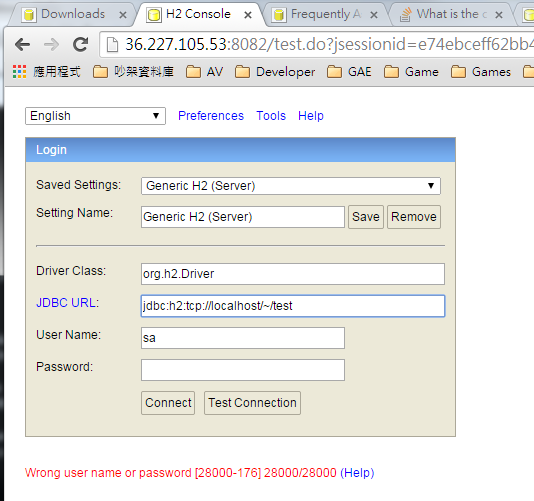 Downloads
H2 Console
Frequently A
What is the c
36.227.105.53:8082/test.do?jsessionid=e74ebceff62bb4
應用程式 吵架資料庫 AV Developer GAE Game Games
English Preferences Tools Help
Login
Saved Settings: Generic H2 (Server)
Setting Name: Generic H2 (Server) Save Remove
Driver Class: org.h2.Driver
JDBC URL: jdbc:h2:tcp://localhost/~/test
User Name: sa
Password:
Connect Test Connection
Wrong user name or password [28000-176] 28000/28000 (Help)